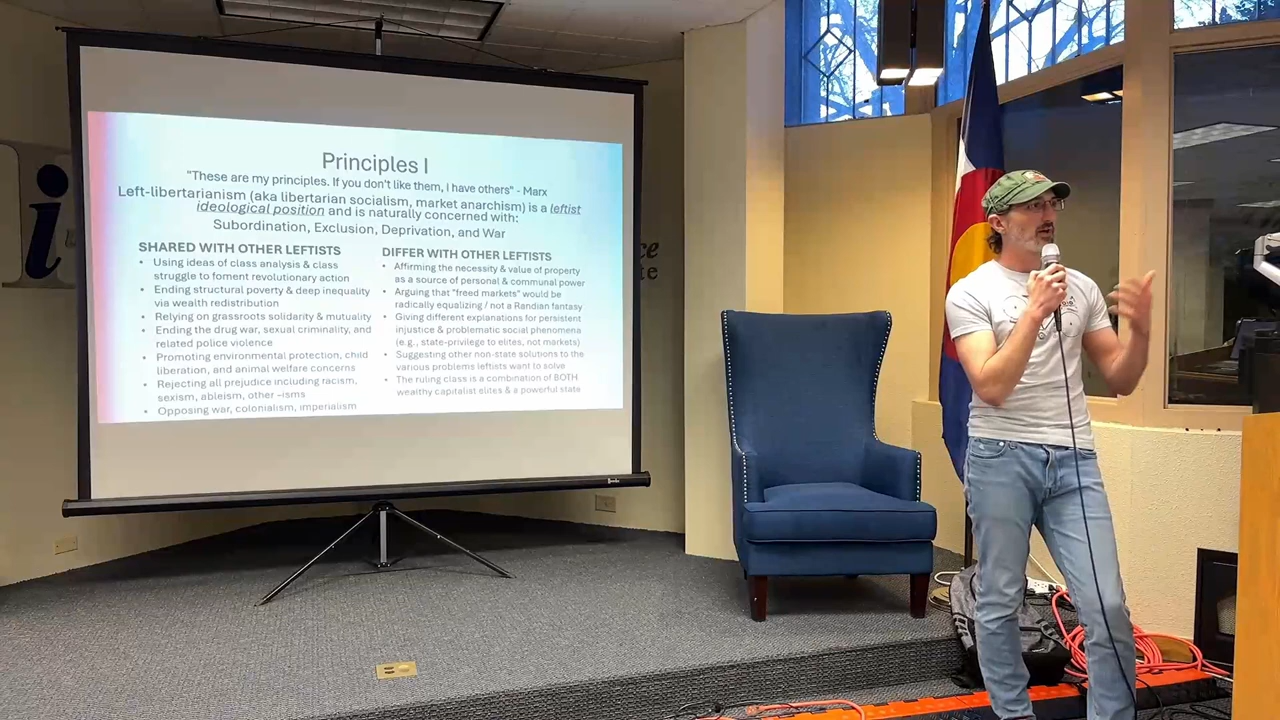 Principles I
"These are my principles. If you don't like them, I have others" - Marx
Left-libertarianism (aka libertarian socialism, market anarchism) is a leftist
ideological position and is naturally concerned with:
Subordination, Exclusion, Deprivation, and War
SHARED WITH OTHER LEFTISTS
• Using ideas of class analysis & class
struggle to foment revolutionary action
• Ending structural poverty & deep inequality
via wealth redistribution
• Relying on grassroots solidarity & mutuality
• Ending the drug war, sexual criminality, and
related police violence
• Promoting environmental protection, child
liberation, and animal welfare concerns
• Rejecting all prejudice including racism,
sexism, ableism, other –isms
• Opposing war, colonialism, imperialism
DIFFER WITH OTHER LEFTISTS
• Affirming the necessity & value of property
as a source of personal & communal power
• Arguing that "freed markets" would be
radically equalizing / not a Randian fantasy
• Giving different explanations for persistent
injustice & problematic social phenomena
(e.g., state-privilege to elites, not markets)
• Suggesting other non-state solutions to the
various problems leftists want to solve
• The ruling class is a combination of BOTH
wealthy capitalist elites & a powerful state